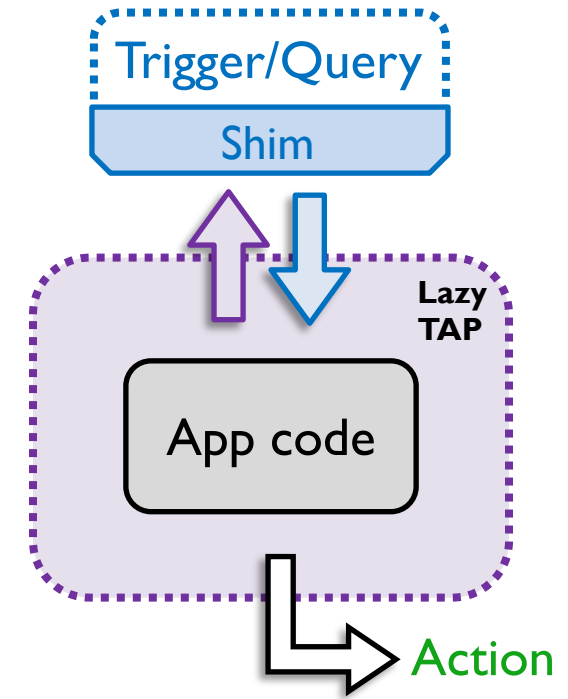 Trigger/Query
Shim
Lazy
TAP
App code
Action